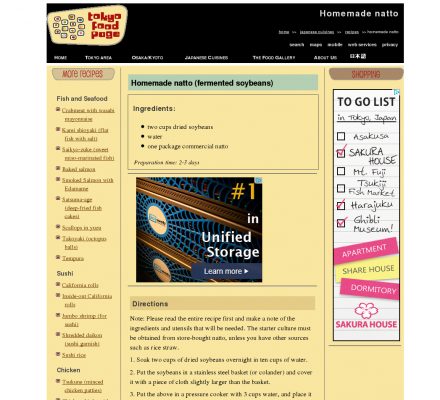 tokyo
food
page
Homemade natto
home >> japanese cuisines >> recipes >> homemade natto
search maps mobile web services privacy
Home Tokyo area Osaka/Kyoto Japanese Cuisines The Food Gallery About Us 日本語
MORE RECIPES
Fish and Seafood
Crabmeat with wasabi
mayonnaise
Karei shioyaki (flat
fish with salt)
Saikyo-zuke (sweet
miso-marinated fish)
Baked salmon
Smoked Salmon with
Edamame
Satsuma-age
(deep-fried fish
cakes)
Scallops in yuzu
Takoyaki (octopus
balls)
Tempura
Sushi
California rolls
Inside-out California
rolls
Jumbo shrimp (for
sushi)
Shredded daikon
(sushi garnish)
Sushi rice
Chicken
Tsukune (minced
chicken patties)
Homemade natto (fermented soybeans)
Ingredients:
two cups dried soybeans
water
one package commercial natto
Preparation time: 2-3 days
#1
in
Unified
Storage
Learn more ›
Directions
Note: Please read the entire recipe first and make a note of the
ingredients and utensils that will be needed. The starter culture must
be obtained from store-bought natto, unless you have other sources
such as rice straw.
1. Soak two cups of dried soybeans overnight in ten cups of water.
2. Put the soybeans in a stainless steel basket (or colander) and cover
it with a piece of cloth slightly larger than the basket.
3. Put the above in a pressure cooker with 3 cups water, and place it
SHOPPING
TO GO LIST
in Tokyo, Japan
Asakusa
SAKURA
HOUSE
Mt. Fuji
Tsukiji
Fish Market
Harajuku
Ghibli
Museum!
APARTMENT
SHARE HOUSE
DORMITORY
SAKURA HOUSE